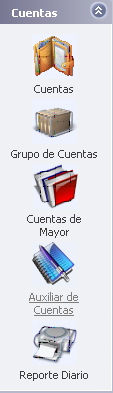 Cuentas
Cuentas
Grupo de Cuentas
Cuentas de
Mayor
Auxiliar de
Cuentas
Reporte Diario